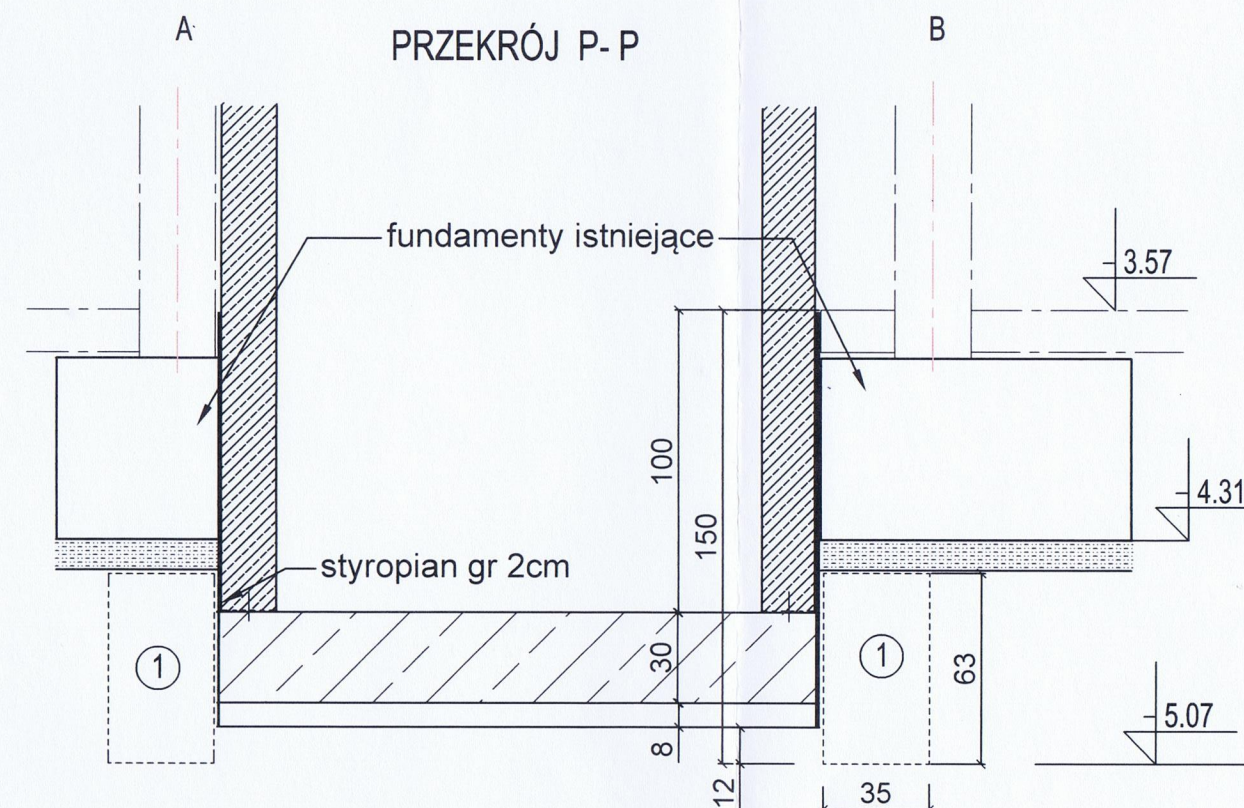 A
PRZEKRÓJ P-P
B
fundamenty istniejące
- 3.57
100
150
- 4.31
styropian gr 2cm
1
30
1
63
- 5.07
8
12
35